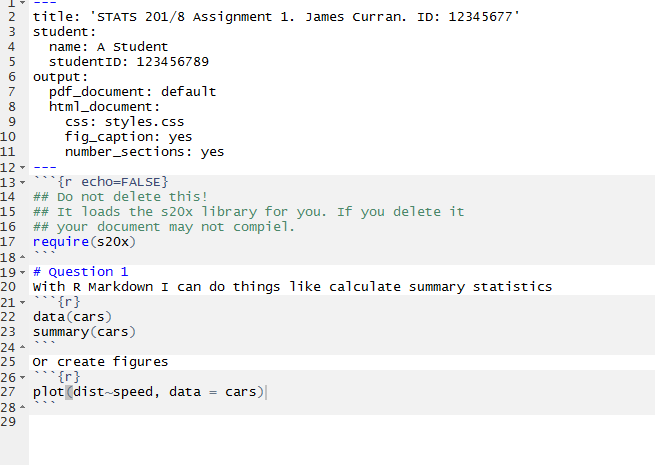 1 ---
2 title: 'STATS 201/8 Assignment 1. James Curran. ID: 12345677'
3 student:
4   name: A Student
5   studentID: 123456789
6 output:
7   pdf_document: default
8   html_document:
9     css: styles.css
10     fig_caption: yes
11     number_sections: yes
12 ---
13 ```{r echo=FALSE}
14 ## Do not delete this!
15 ## It loads the s20x library for you. If you delete it
16 ## your document may not compiel.
17 require(s20x)
18 ```
19 # Question 1
20 With R Markdown I can do things like calculate summary statistics
21 ```{r}
22 data(cars)
23 summary(cars)
24 ```
25 Or create figures
26 ```{r}
27 plot(dist~speed, data = cars)
28 ```
29